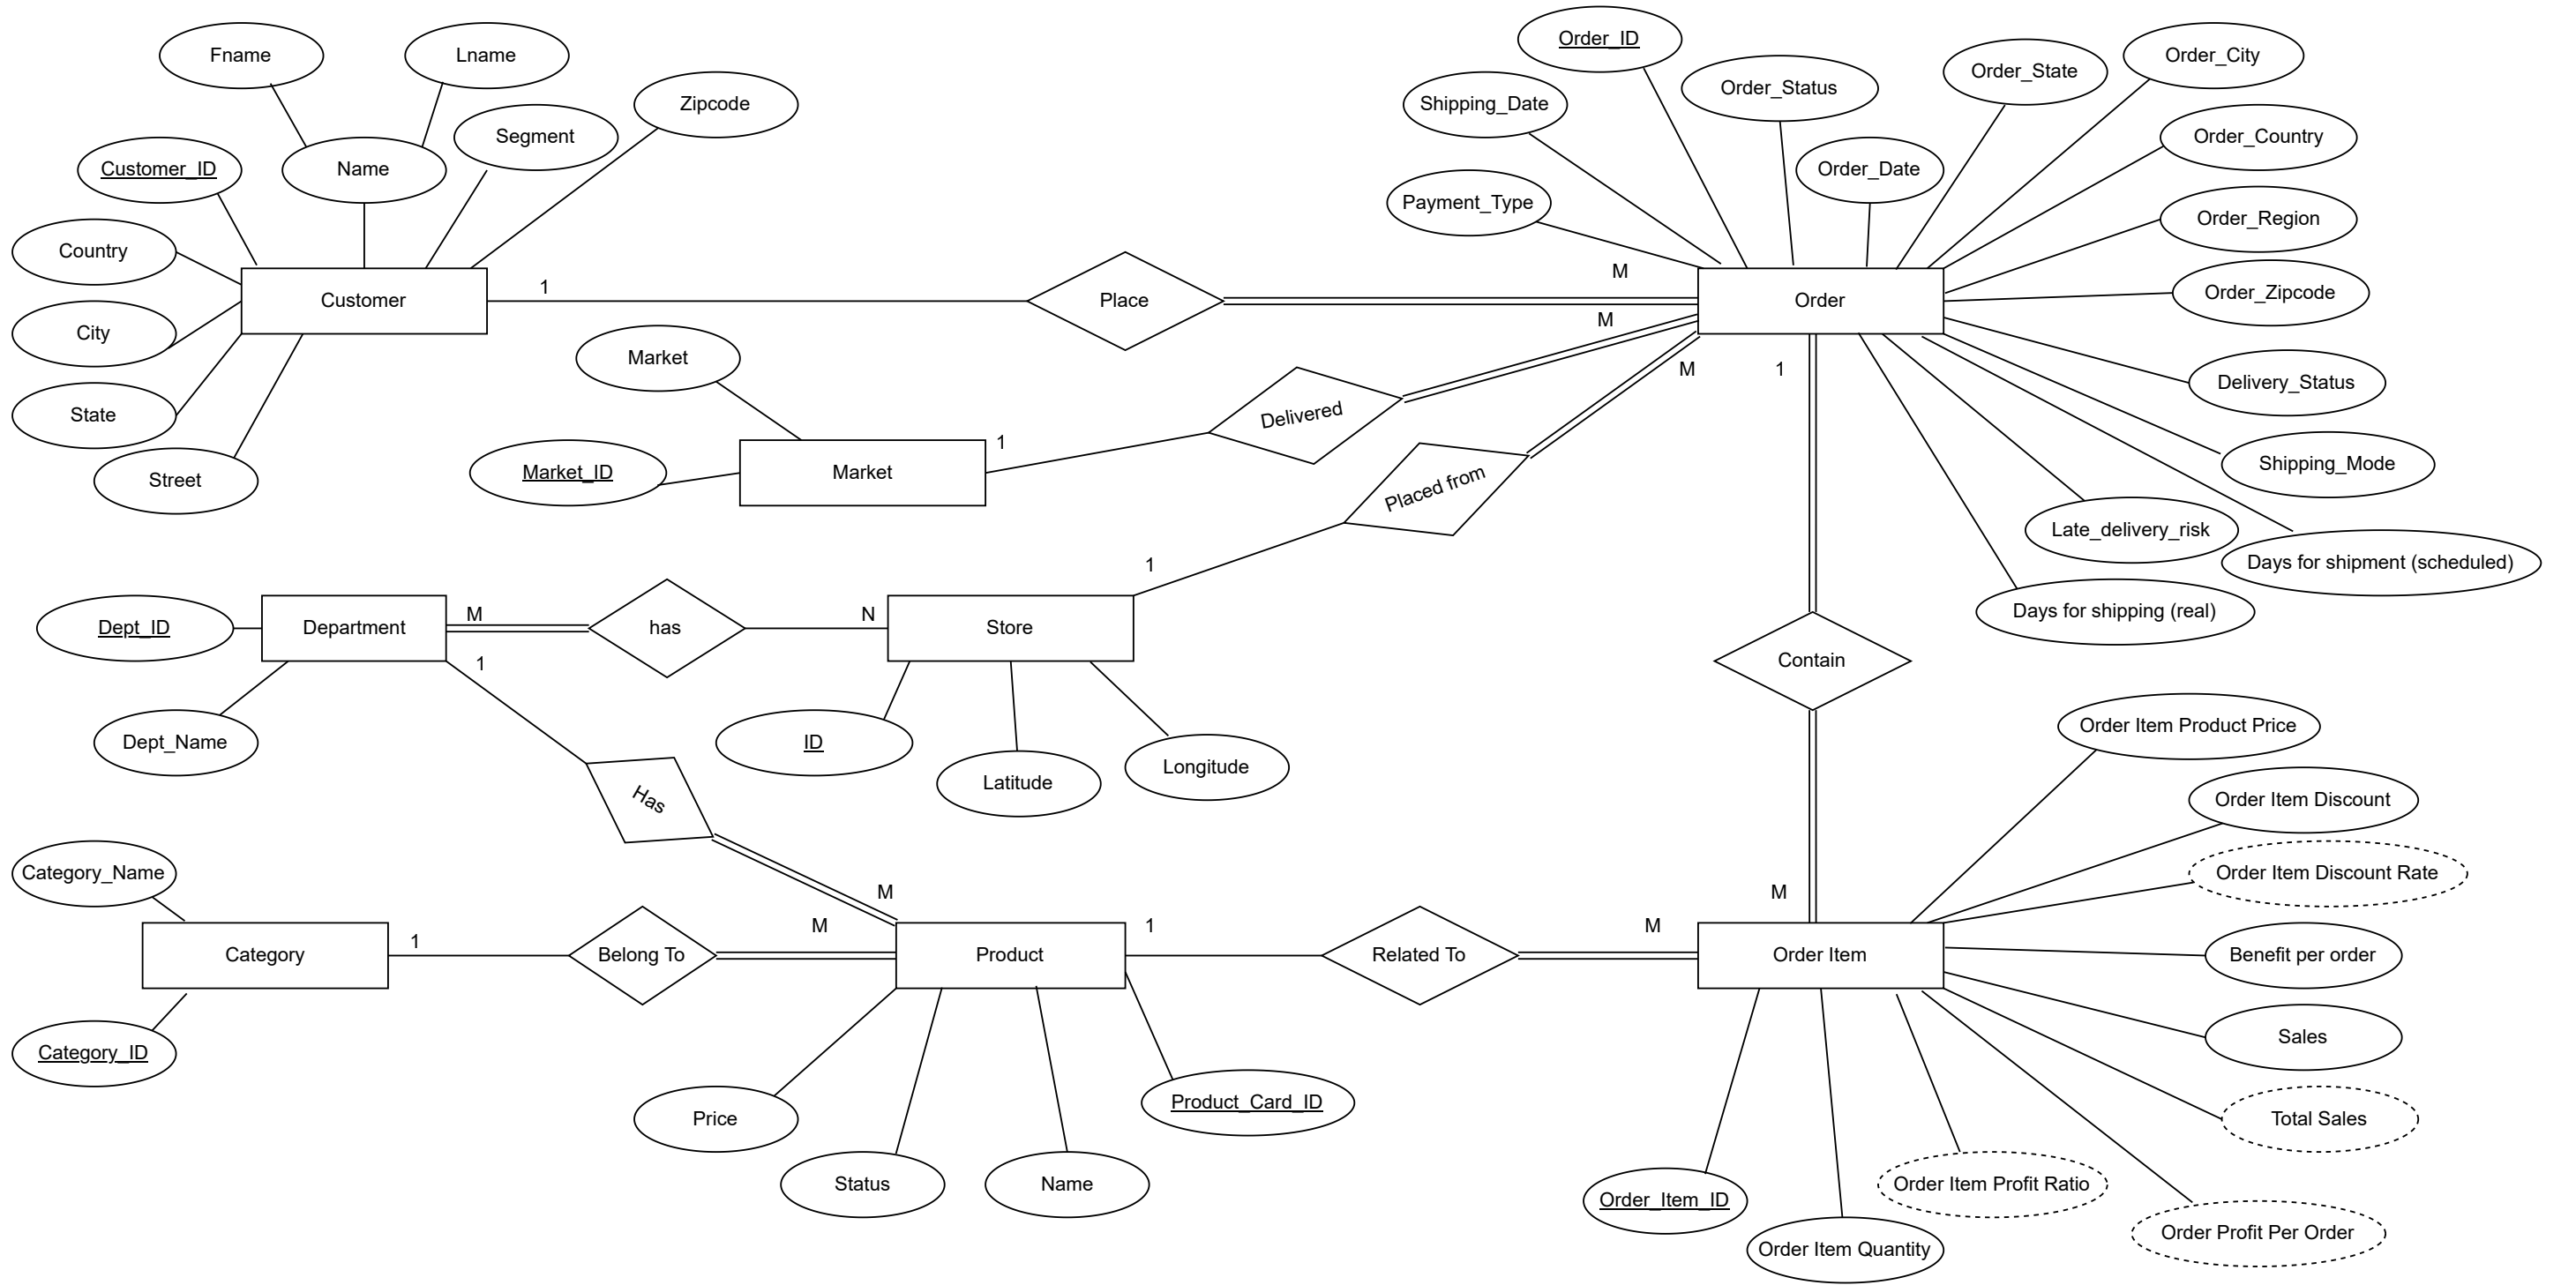 Order_ID
Fname
Lname
Order_City
Order_State
Order_Status
Shipping_Date
Zipcode
Segment
Order_Country
Customer_ID
Name
Order_Date
Payment_Type
Order_Region
Country
M
1
Order_Zipcode
Customer
Place
Order
M
City
Market
M
1
Delivery_Status
State
Delivered
1
Market_ID
Market
Placed from
Shipping_Mode
Street
Late_delivery_risk
1
Days for shipment (scheduled)
Days for shipping (real)
M
N
Dept_ID
Department
has
Store
1
Contain
Order Item Product Price
Dept_Name
ID
Longitude
Latitude
Has
Order Item Discount
Category_Name
Order Item Discount Rate
M
M
1
M
M
1
Category
Belong To
Product
Related To
Order Item
Benefit per order
Sales
Category_ID
Product_Card_ID
Price
Total Sales
Status
Name
Order Item Profit Ratio
Order_Item_ID
Order Profit Per Order
Order Item Quantity